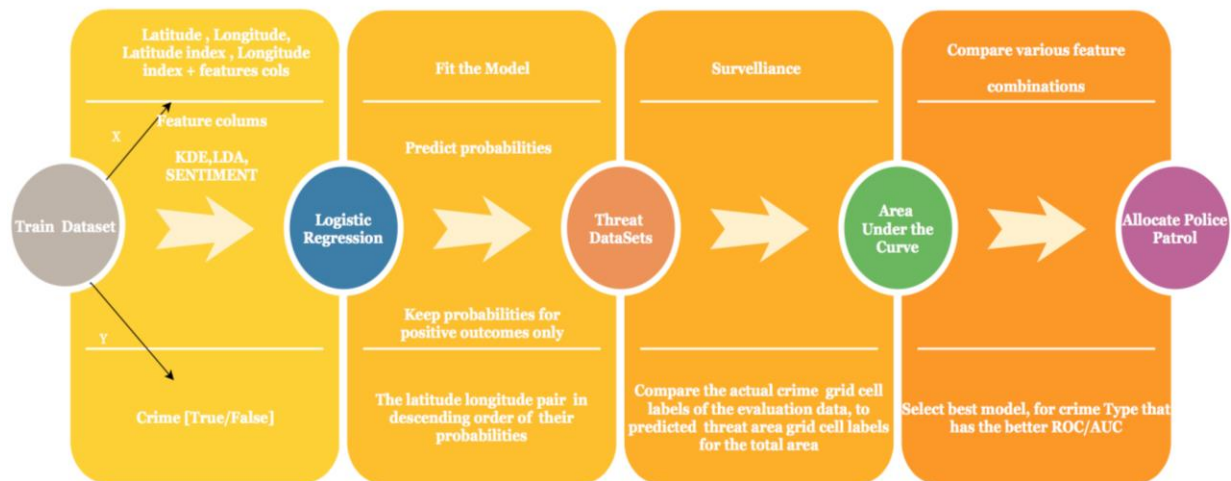 Latitude , Longitude,
Latitude index , Longitude
index + features cols
Feature colums
X
KDE,LDA,
SENTIMENT
Train Dataset
Y
Crime [True/False]
Logistic
Regression
Fit the Model
Predict probabilities
Keep probabilities for
positive outcomes only
The latitude longitude pair in
descending order of their
probabilities
Threat
DataSets
Survelliance
Compare the actual crime grid cell
labels of the evaluation data, to
predicted threat area grid cell labels
for the total area
Area
Under the
Curve
Compare various feature
combinations
Select best model, for crime Type that
has the better ROC/AUC
Allocate Police
Patrol